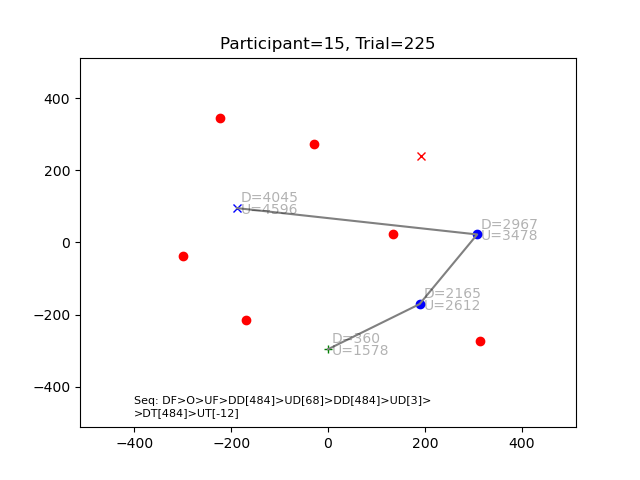 Participant=15, Trial=225
400
200
0
−200
−400
D=4045
U=4596
D=2967
U=3478
D=2165
U=2612
D=360
U=1578
Seq: DF>O>UF>DD[484]>UD[68]>DD[484]>UD[3]>
>DT[484]>UT[-12]
−400
−200
0
200
400